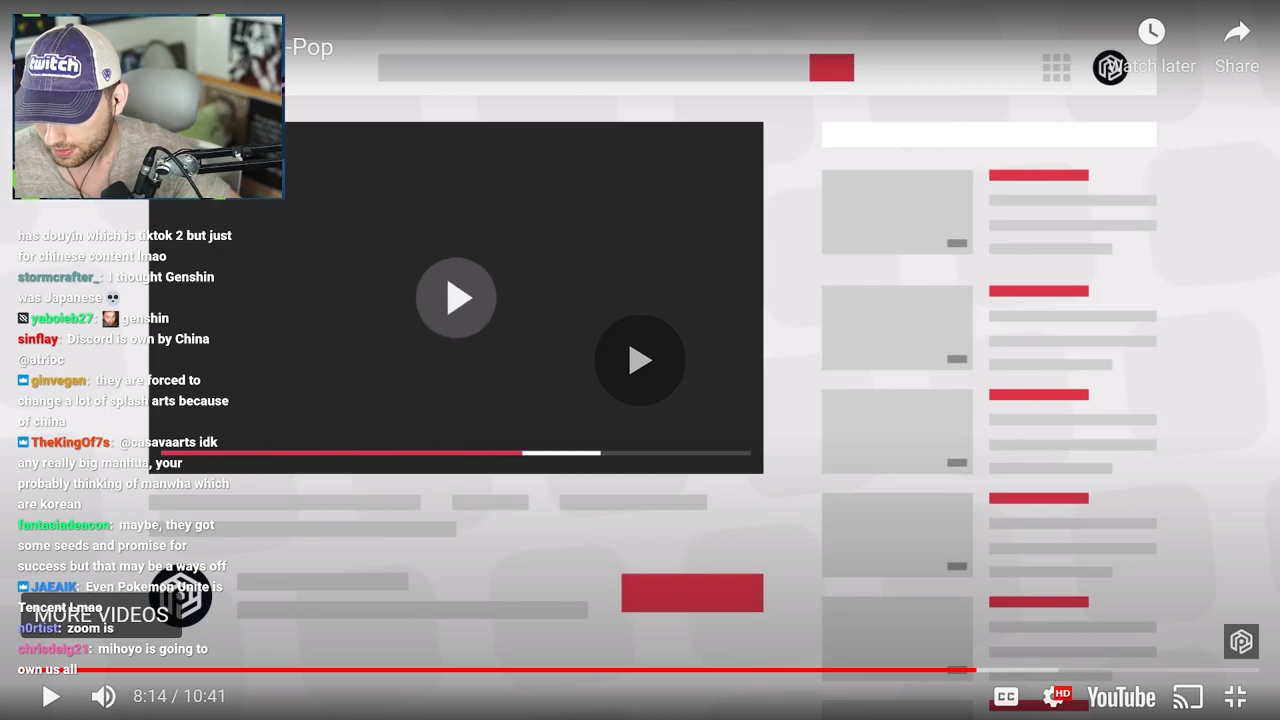 twitch
-Pop
Watch later
Share
has douyin which is tiktok 2 but just
for chinese content lmao
stormcrafter_: I thought Genshin
was Japanese 💀
yaboieb27: genshin
sinflay: Discord is own by China
@atrioc
ginvegan: they are forced to
change a lot of splash arts because
of china
TheKingOf7s: @casavaarts idk
any really big manhua, your
probably thinking of manwha which
are korean
fantasiadeacon: maybe, they got
some seeds and promise for
success but that may be a ways off
JAEAIK: Even Pokemon Unite is
Tencent Lmao
MORE VIDEOS
n0rtist: zoom is
chrisdelg21: mihoyo is going to
own us all
8:14 / 10:41
CC
HD
YouTube